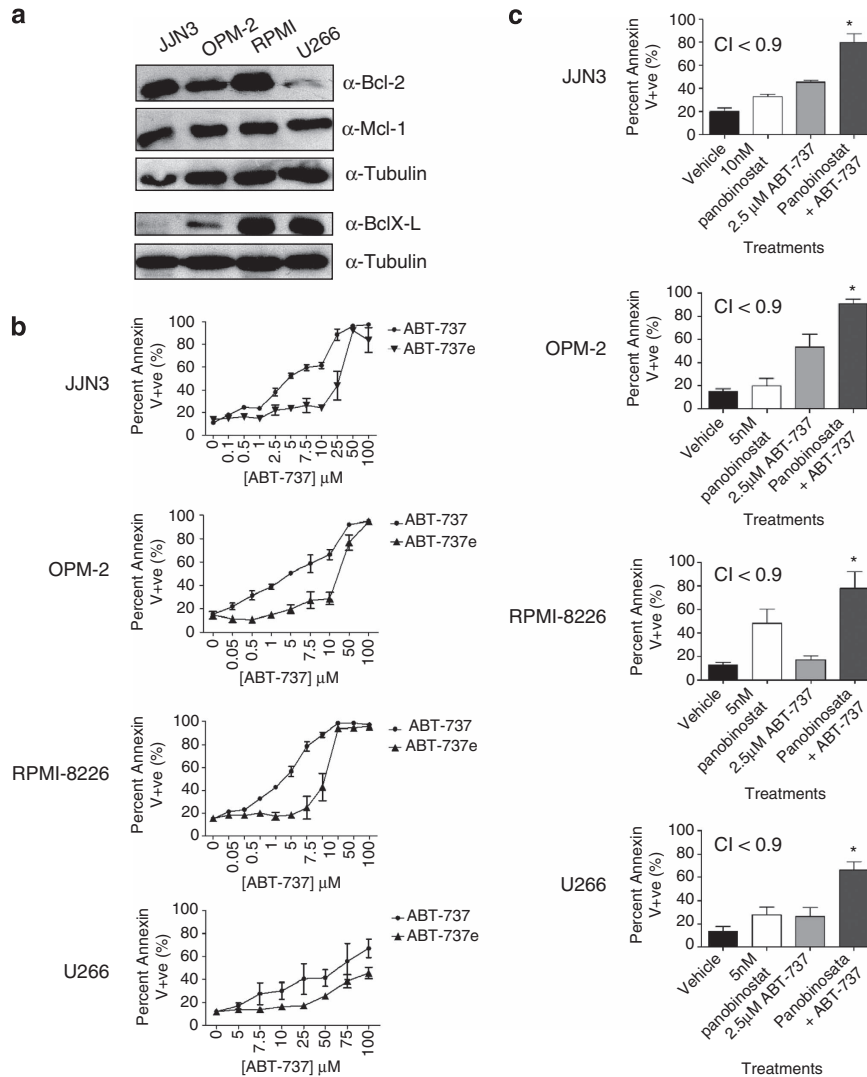 a
JJN3 OPM-2 RPMI U266
α-Bcl-2
α-Mcl-1
α-Tubulin
α-BclX-L
α-Tubulin
b
JJN3
Percent Annexin
V+ve (%)
100
80
60
40
20
0
ABT-737
ABT-737e
0 0.1 0.5 1 2.5 5 7.5 10 25 50 100
[ABT-737] μM
OPM-2
Percent Annexin
V+ve (%)
100
80
60
40
20
0
ABT-737
ABT-737e
0 0.05 0.5 1 5 7.5 10 50 100
[ABT-737] μM
RPMI-8226
Percent Annexin
V+ve (%)
100
80
60
40
20
0
ABT-737
ABT-737e
0 0.05 0.5 1 5 7.5 10 50 100
[ABT-737] μM
U266
Percent Annexin
V+ve (%)
100
80
60
40
20
0
ABT-737
ABT-737e
0 5 7.5 10 25 50 75 100
[ABT-737] μM
c
JJN3
Percent Annexin
V+ve (%)
100
80
60
40
20
0
CI < 0.9
*
Vehicle
10nM
panobinostat
2.5 μM ABT-737
Panobinostat
+ ABT-737
Treatments
OPM-2
Percent Annexin
V+ve (%)
100
80
60
40
20
0
CI < 0.9
*
Vehicle
5nM
panobinostat
2.5μM ABT-737
Panobinosata
+ ABT-737
Treatments
RPMI-8226
Percent Annexin
V+ve (%)
100
80
60
40
20
0
CI < 0.9
*
Vehicle
5nM
panobinostat
2.5μM ABT-737
Panobinosata
+ ABT-737
Treatments
U266
Percent Annexin
V+ve (%)
100
80
60
40
20
0
CI < 0.9
*
Vehicle
5nM
panobinostat
2.5μM ABT-737
Panobinosata
+ ABT-737
Treatments